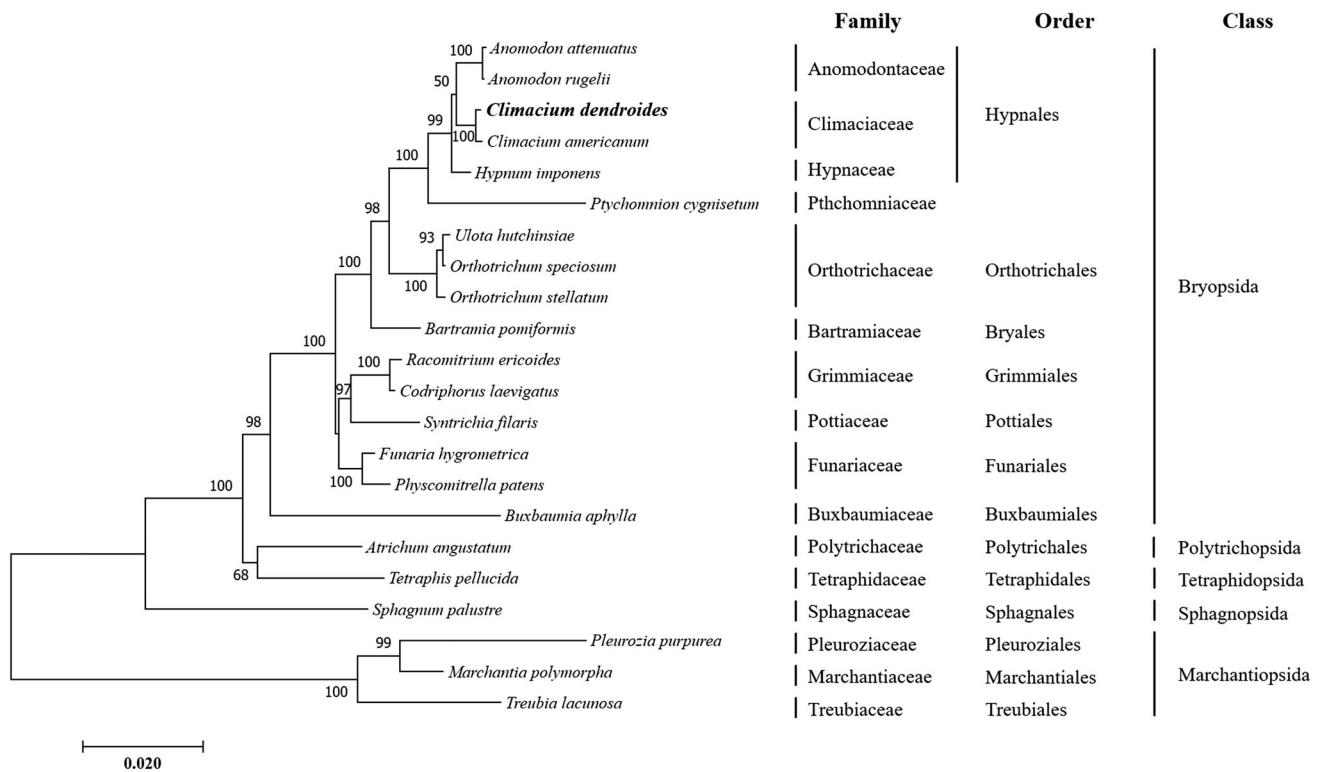 Family Order Class
100 Anomodon attenuatus
Anomodontaceae
50 Anomodon rugelii
Climacium dendroides
Hypnales
99 Climaciaceae
100 Climacium americanum
100
Hypnum imponens Hypnaceae
98 Ptychomnion cygnisetum Pthchomniaceae
93 Ulota hutchinsiae
100 Orthotrichum speciosum Orthotrichaceae Orthotrichales
100 Bryopsida
Orthotrichum stellatum
Bartramia pomiformis Bartramiaceae Bryales
100
100 Racomitrium ericoides
Grimmiaceae Grimmiales
97 Codriphorus laevigatus
Syntrichia filaris Pottiaceae Pottiales
98 Funaria hygrometrica
Funariaceae Funariales
100 100 Physcomitrella patens
Buxbaumia aphylla Buxbaumiaceae Buxbaumiales
Atrichum angustatum Polytrichaceae Polytrichales Polytrichopsida
68 Tetraphis pellucida Tetraphidaceae Tetraphidales Tetraphidopsida
Sphagnum palustre Sphagnaceae Sphagnales Sphagnopsida
99 Pleurozia purpurea Pleuroziaceae Pleuroziales
Marchantia polymorpha Marchantiaceae Marchantiales Marchantiopsida
100 Treubia lacunosa Treubiaceae Treubiales
0.020